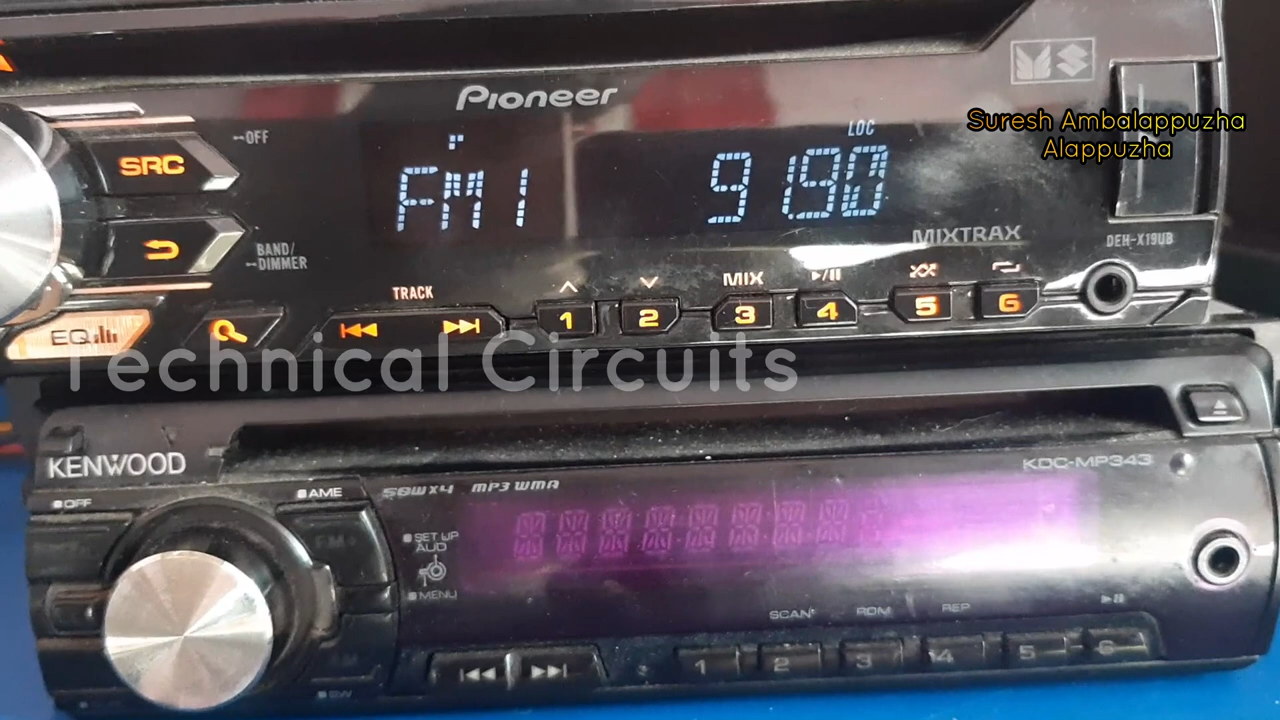 Pioneer
Suresh Ambalappuzha
Alappuzha
OFF
LOC
SRC
FM1 9190
MIXTRAX
DEH-X19UB
BAND/
DIMMER
TRACK
MIX
1 2 3 4 5 6
EQ
Technical Circuits
KENWOOD
KDC-MP343
OFF
AME
50WX4 MP3 WMA
SET UP
AUD
MENU
SCAN RDM REP
1 2 3 4 5 6
SW